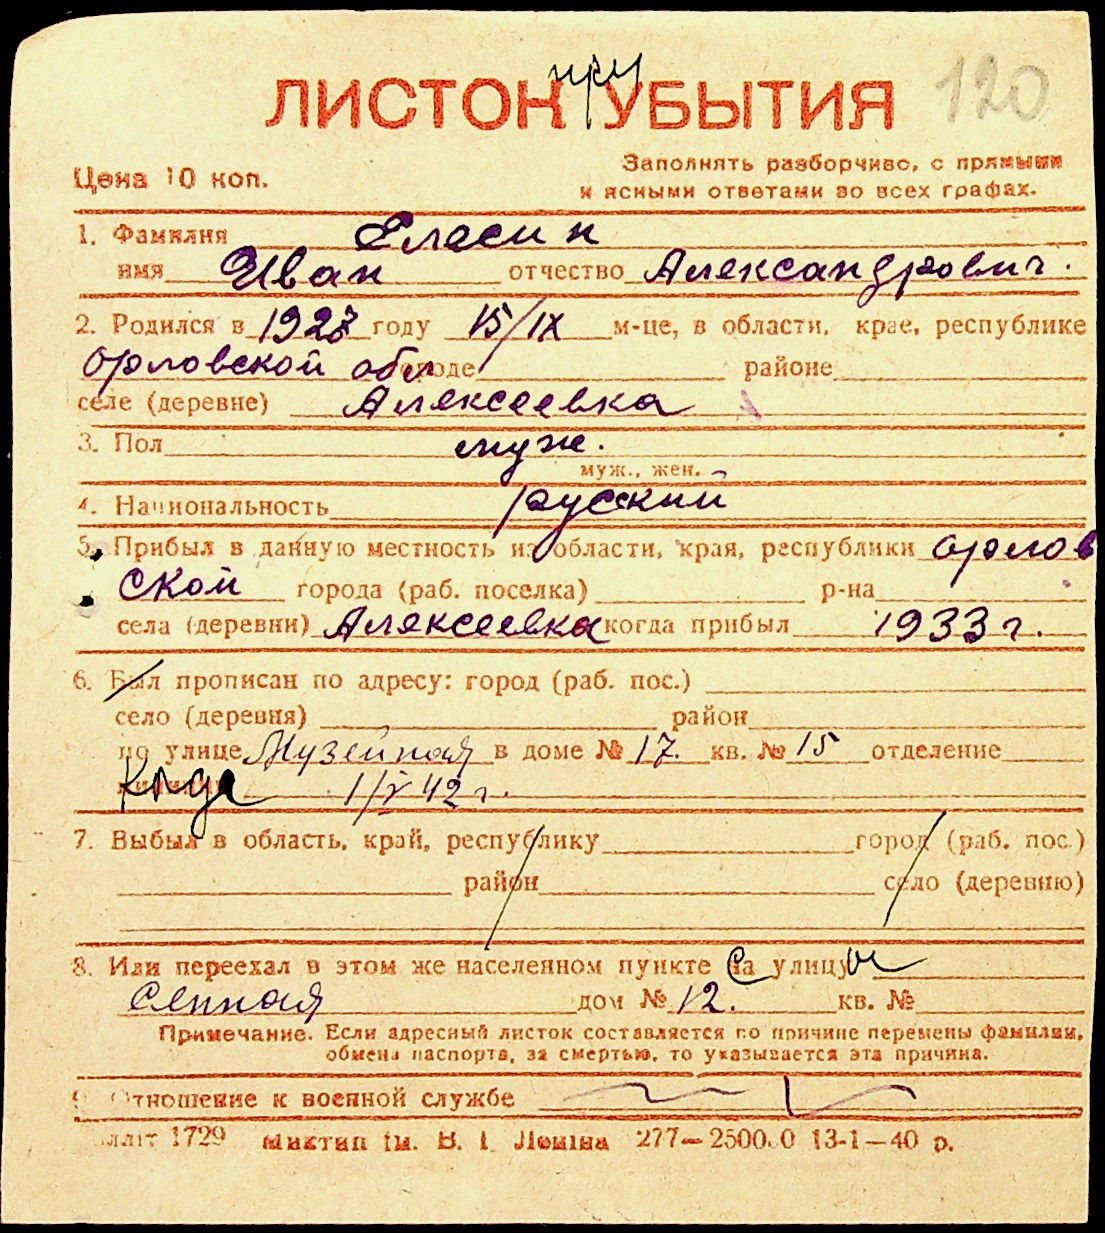 120
при
ЛИСТОК УБЫТИЯ
Цена 10 коп.
Заполнять разборчиво, с прямыми
и ясными ответами во всех графах.
1. Фамилия Еласин
имя Иван отчество Александрович.
2. Родился в 1927 году 15/IX м-це, в области, крае, республике
Орловской обл городе районе
селе (деревне) Алексеевка
3. Пол муж.
муж., жен.
4. Национальность русский
5. Прибыл в данную местность из области, края, республики Орлов
ской города (раб. поселка) р-на
села (деревни) Алексеевка когда прибыл 1933 г.
6. Был прописан по адресу: город (раб. пос.)
село (деревня) район
по улице Музейная в доме № 17. кв. № 15 отделение
милиции Когда 1/V 42 г.
7. Выбыл в область, край, республику город (раб. пос.)
район село (деревню)
8. Или переехал в этом же населенном пункте на улицу
с ы
Сенная дом № 12. кв. №
Примечание. Если адресный листок составляется по причине перемены фамилии,
обмена паспорта, за смертью, то указывается эта причина.
9. Отношение к военной службе
1729 ім. В. І. Леніна 277—2500.0 13-1—40 р.